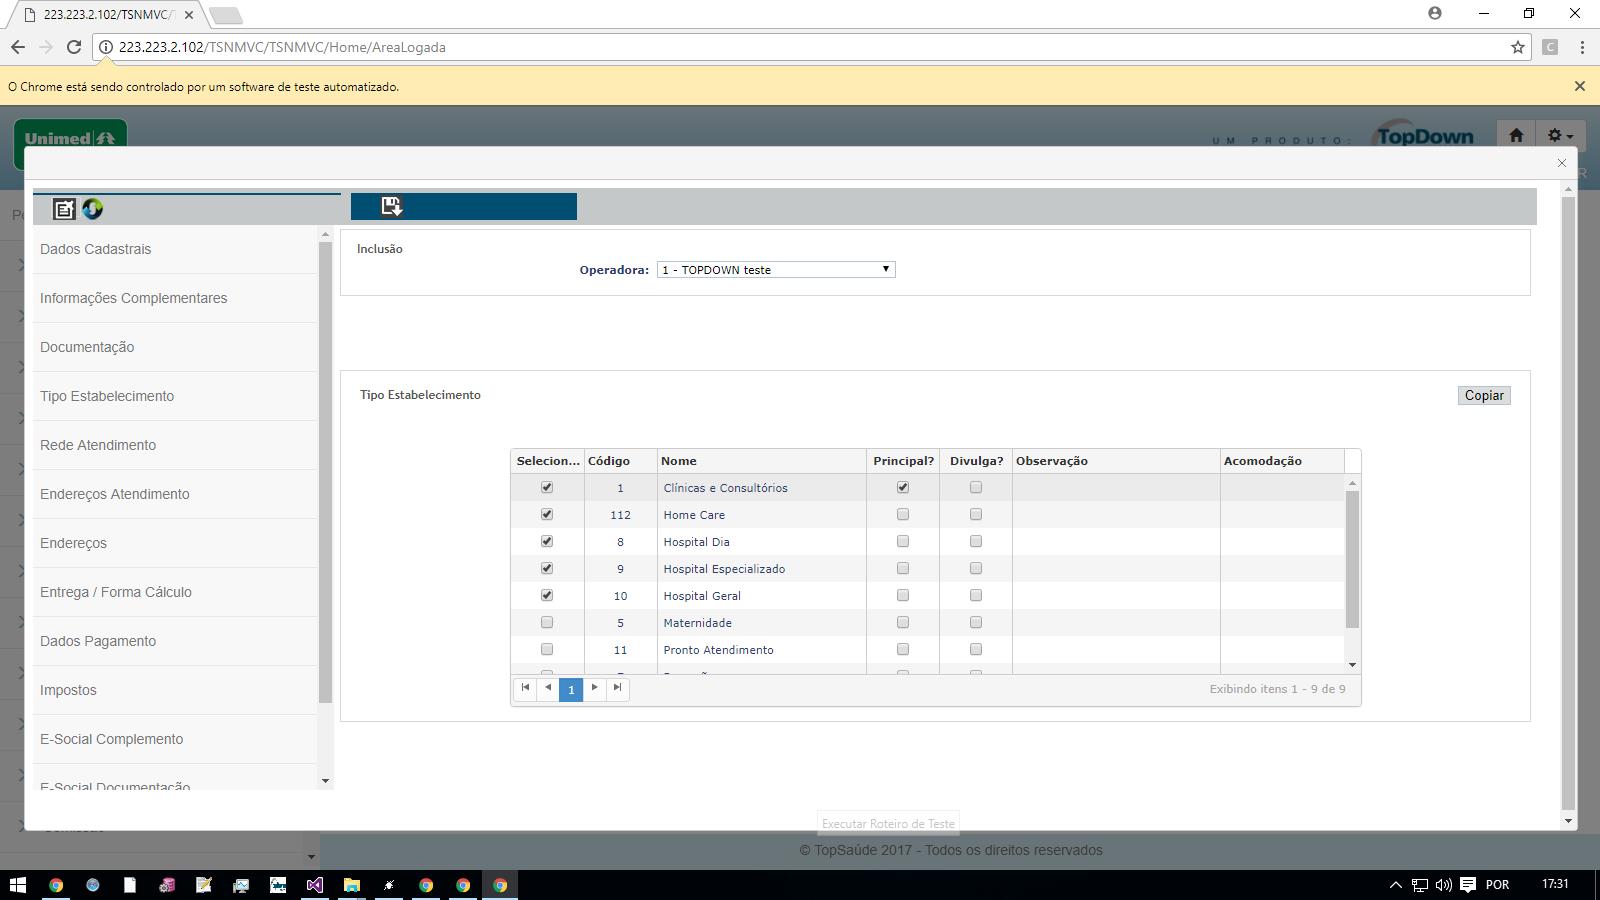 223.223.2.102/TSNMVC/
223.223.2.102/TSNMVC/TSNMVC/Home/AreaLogada
O Chrome está sendo controlado por um software de teste automatizado.
Unimed
UM PRODUTO:
TopDown
Inclusão
Operadora: 1 - TOPDOWN teste
Dados Cadastrais
Informações Complementares
Documentação
Tipo Estabelecimento
Rede Atendimento
Endereços Atendimento
Endereços
Entrega / Forma Cálculo
Dados Pagamento
Impostos
E-Social Complemento
E-Social Documentação
Tipo Estabelecimento
Copiar
Selecion... Código Nome Principal? Divulga? Observação Acomodação
1 Clínicas e Consultórios
112 Home Care
8 Hospital Dia
9 Hospital Especializado
10 Hospital Geral
5 Maternidade
11 Pronto Atendimento
1
Exibindo itens 1 - 9 de 9
Executar Roteiro de Teste
© TopSaúde 2017 - Todos os direitos reservados
POR
17:31